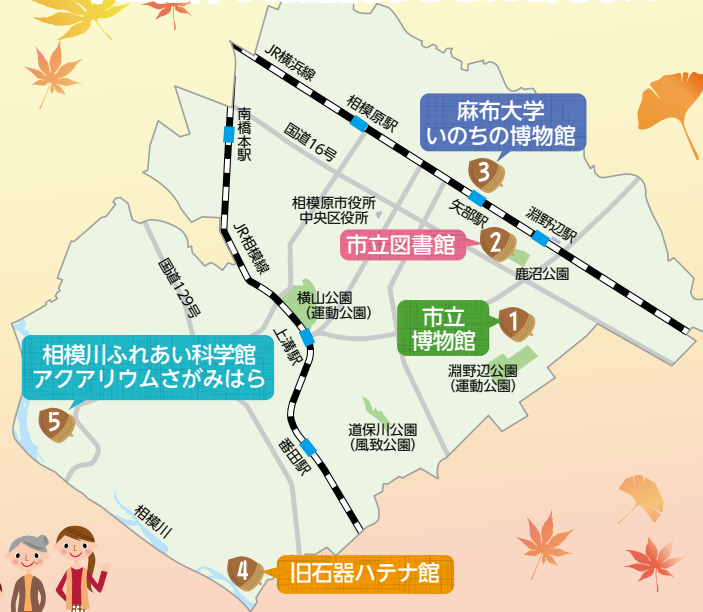 JR横浜線
相模原駅
南橋本駅
国道16号
麻布大学
いのちの博物館
3
相模原市役所
中央区役所
矢部駅
淵野辺駅
市立図書館
2
鹿沼公園
JR相模線
国道129号
横山公園
(運動公園)
上溝駅
市立
博物館
1
相模川ふれあい科学館
アクアリウムさがみはら
5
淵野辺公園
(運動公園)
道保川公園
(風致公園)
番田駅
相模川
4
旧石器ハテナ館